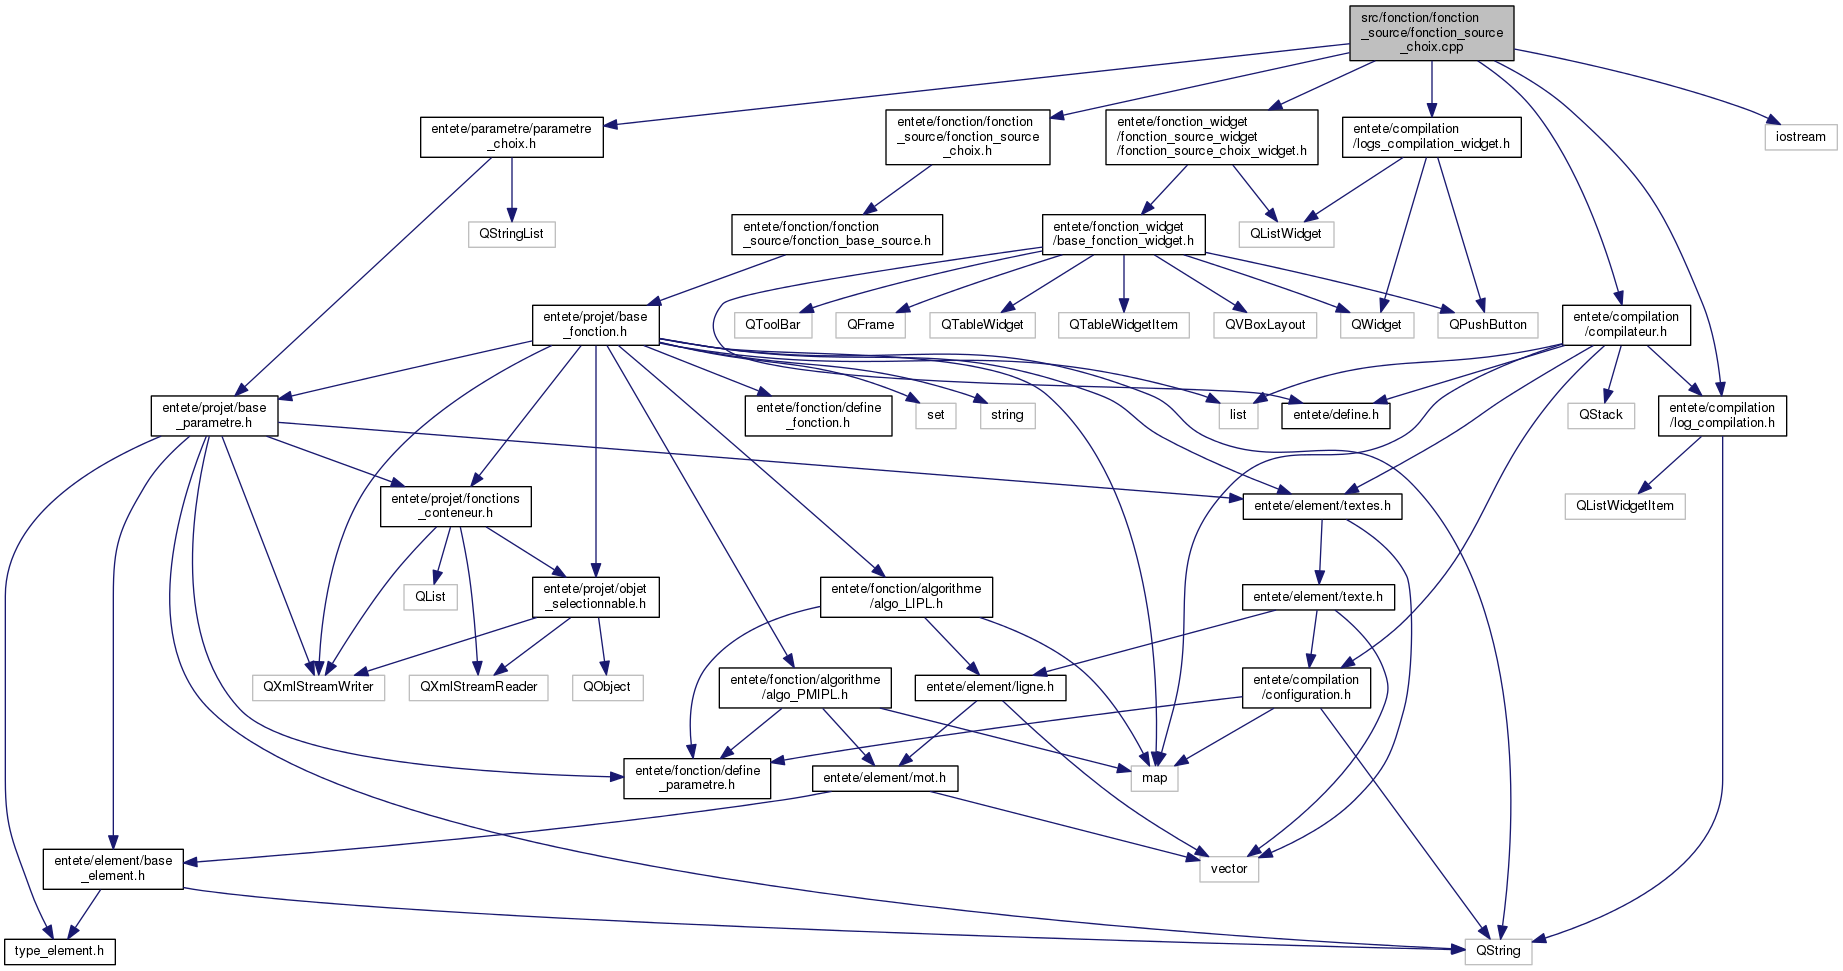 src/fonction/fonction
_source/fonction_source
_choix.cpp
entete/parametre/parametre
_choix.h
entete/fonction/fonction
_source/fonction_source
_choix.h
entete/fonction_widget
/fonction_source_widget
/fonction_source_choix_widget.h
entete/compilation
/logs_compilation_widget.h
iostream
QStringList
entete/fonction/fonction
_source/fonction_base_source.h
entete/fonction_widget
/base_fonction_widget.h
QListWidget
entete/projet/base
_fonction.h
QToolBar
QFrame
QTableWidget
QTableWidgetItem
QVBoxLayout
QWidget
QPushButton
entete/compilation
/compilateur.h
entete/projet/base
_parametre.h
entete/fonction/define
_fonction.h
set
string
list
entete/define.h
QStack
entete/compilation
/log_compilation.h
entete/projet/fonctions
_conteneur.h
entete/element/textes.h
QListWidgetItem
QList
entete/projet/objet
_selectionnable.h
entete/fonction/algorithme
/algo_LIPL.h
entete/element/texte.h
QXmlStreamWriter
QXmlStreamReader
QObject
entete/fonction/algorithme
/algo_PMIPL.h
entete/element/ligne.h
entete/compilation
/configuration.h
entete/fonction/define
_parametre.h
entete/element/mot.h
map
entete/element/base
_element.h
vector
type_element.h
QString